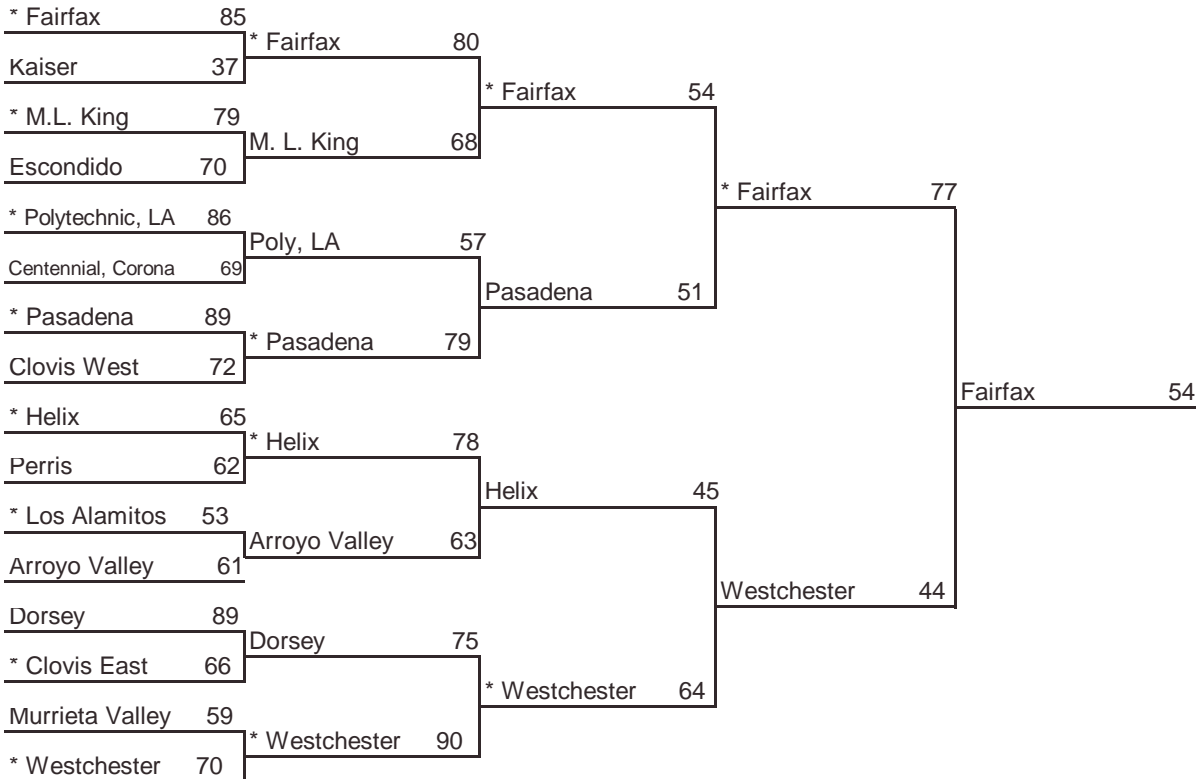 * Fairfax 85
* Fairfax 80
Kaiser 37
* Fairfax 54
* M.L. King 79
M. L. King 68
Escondido 70
* Fairfax 77
* Polytechnic, LA 86
Poly, LA 57
Centennial, Corona 69
Pasadena 51
* Pasadena 89
* Pasadena 79
Clovis West 72
Fairfax 54
* Helix 65
* Helix 78
Perris 62
Helix 45
* Los Alamitos 53
Arroyo Valley 63
Arroyo Valley 61
Westchester 44
Dorsey 89
Dorsey 75
* Clovis East 66
* Westchester 64
Murrieta Valley 59
* Westchester 90
* Westchester 70